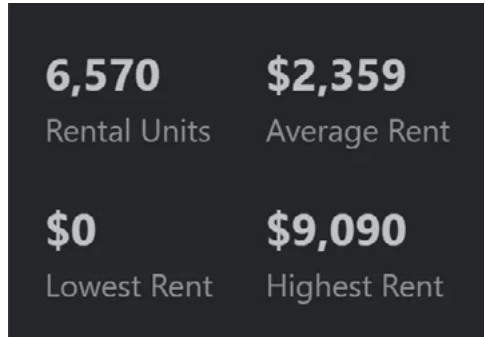 6,570 $2,359
Rental Units Average Rent
$0 $9,090
Lowest Rent Highest Rent